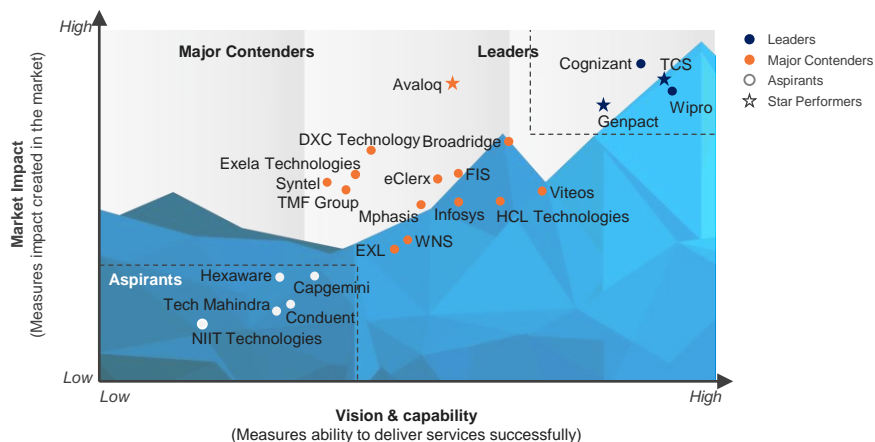 High
Major Contenders
Leaders
Leaders
Major Contenders
Aspirants
Star Performers
Cognizant
TCS
Avaloq
Wipro
Genpact
DXC Technology
Broadridge
Exela Technologies
Syntel
eClerx
FIS
TMF Group
Viteos
Mphasis
Infosys
HCL Technologies
EXL
WNS
Aspirants
Hexaware
Capgemini
Tech Mahindra
Conduent
NIIT Technologies
Market Impact
(Measures impact created in the market)
Low
Low
High
Vision & capability
(Measures ability to deliver services successfully)